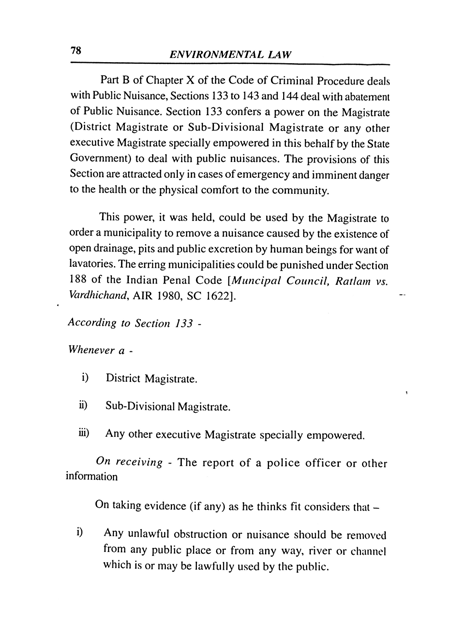 78
ENVIRONMENTAL LAW
Part B of Chapter X of the Code of Criminal Procedure deals
with Public Nuisance, Sections 133 to 143 and 144 deal with abatement
of Public Nuisance. Section 133 confers a power on the Magistrate
(District Magistrate or Sub-Divisional Magistrate or any other
executive Magistrate specially empowered in this behalf by the State
Government) to deal with public nuisances. The provisions of this
Section are attracted only in cases of emergency and imminent danger
to the health or the physical comfort to the community.
This power, it was held, could be used by the Magistrate to
order a municipality to remove a nuisance caused by the existence of
open drainage, pits and public excretion by human beings for want of
lavatories. The erring municipalities could be punished under Section
188 of the Indian Penal Code [Muncipal Council, Ratlam vs.
Vardhichand, AIR 1980, SC 1622].
According to Section 133 -
Whenever a -
i) District Magistrate.
ii) Sub-Divisional Magistrate.
iii) Any other executive Magistrate specially empowered.
On receiving - The report of a police officer or other
information
On taking evidence (if any) as he thinks fit considers that –
i) Any unlawful obstruction or nuisance should be removed
from any public place or from any way, river or channel
which is or may be lawfully used by the public.